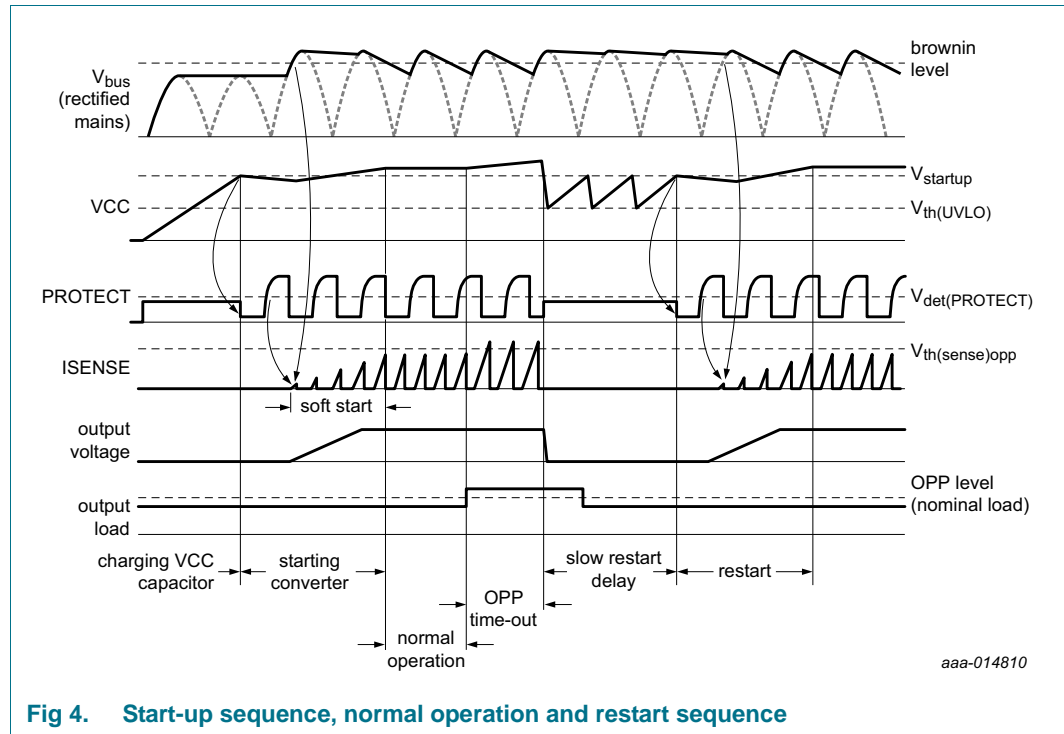 V_bus
(rectified
mains)
brownin
level
VCC
V_startup
V_th(UVLO)
PROTECT
V_det(PROTECT)
ISENSE
V_th(sense)opp
soft start
output
voltage
output
load
OPP level
(nominal load)
charging VCC
capacitor
starting
converter
slow restart
delay
restart
OPP
time-out
normal
operation
aaa-014810
Fig 4. Start-up sequence, normal operation and restart sequence